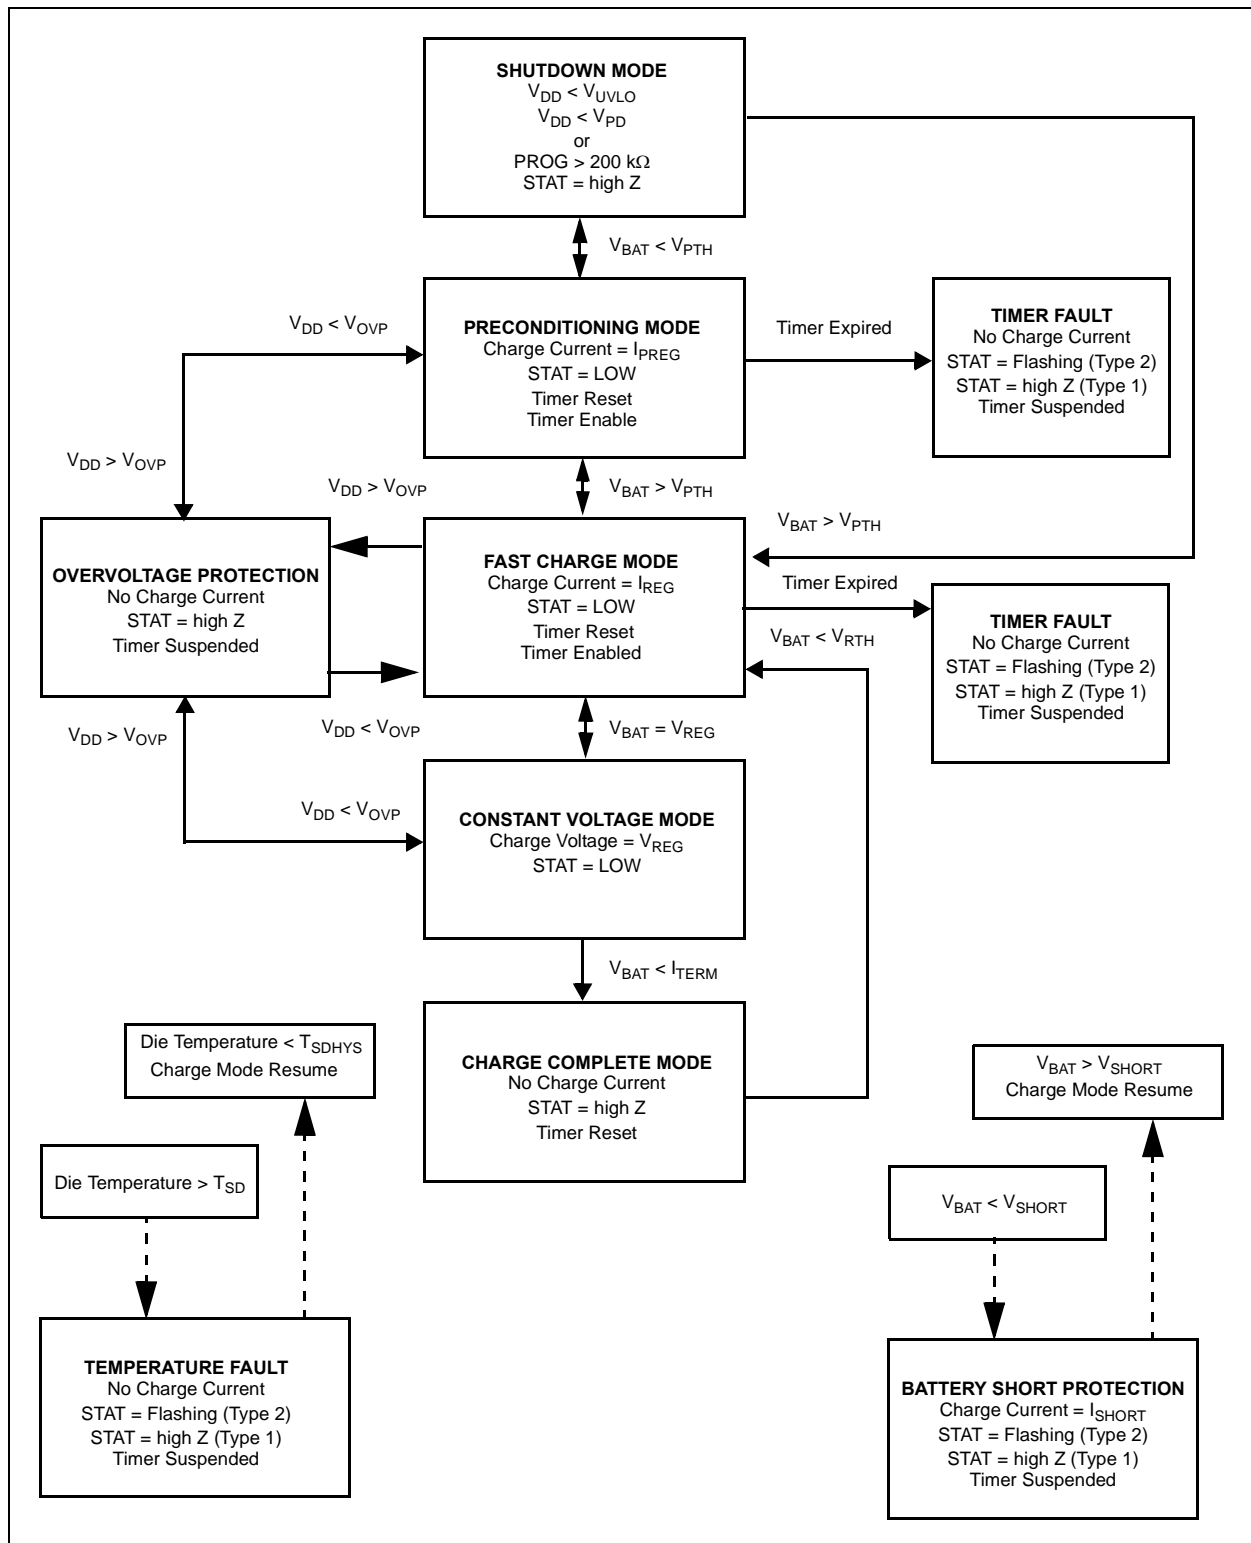 SHUTDOWN MODE
VDD < VUVLO
VDD < VPD
or
PROG > 200 kΩ
STAT = high Z
VBAT < VPTH
VDD < VOVP
PRECONDITIONING MODE
Charge Current = IPREG
STAT = LOW
Timer Reset
Timer Enable
Timer Expired
TIMER FAULT
No Charge Current
STAT = Flashing (Type 2)
STAT = high Z (Type 1)
Timer Suspended
VDD > VOVP
VDD > VOVP
VBAT > VPTH
VBAT > VPTH
OVERVOLTAGE PROTECTION
No Charge Current
STAT = high Z
Timer Suspended
FAST CHARGE MODE
Charge Current = IREG
STAT = LOW
Timer Reset
Timer Enabled
Timer Expired
VBAT < VRTH
TIMER FAULT
No Charge Current
STAT = Flashing (Type 2)
STAT = high Z (Type 1)
Timer Suspended
VDD > VOVP
VDD < VOVP
VBAT = VREG
VDD < VOVP
CONSTANT VOLTAGE MODE
Charge Voltage = VREG
STAT = LOW
VBAT < ITERM
Die Temperature < TSDHYS
Charge Mode Resume
CHARGE COMPLETE MODE
No Charge Current
STAT = high Z
Timer Reset
VBAT > VSHORT
Charge Mode Resume
Die Temperature > TSD
VBAT < VSHORT
TEMPERATURE FAULT
No Charge Current
STAT = Flashing (Type 2)
STAT = high Z (Type 1)
Timer Suspended
BATTERY SHORT PROTECTION
Charge Current = ISHORT
STAT = Flashing (Type 2)
STAT = high Z (Type 1)
Timer Suspended